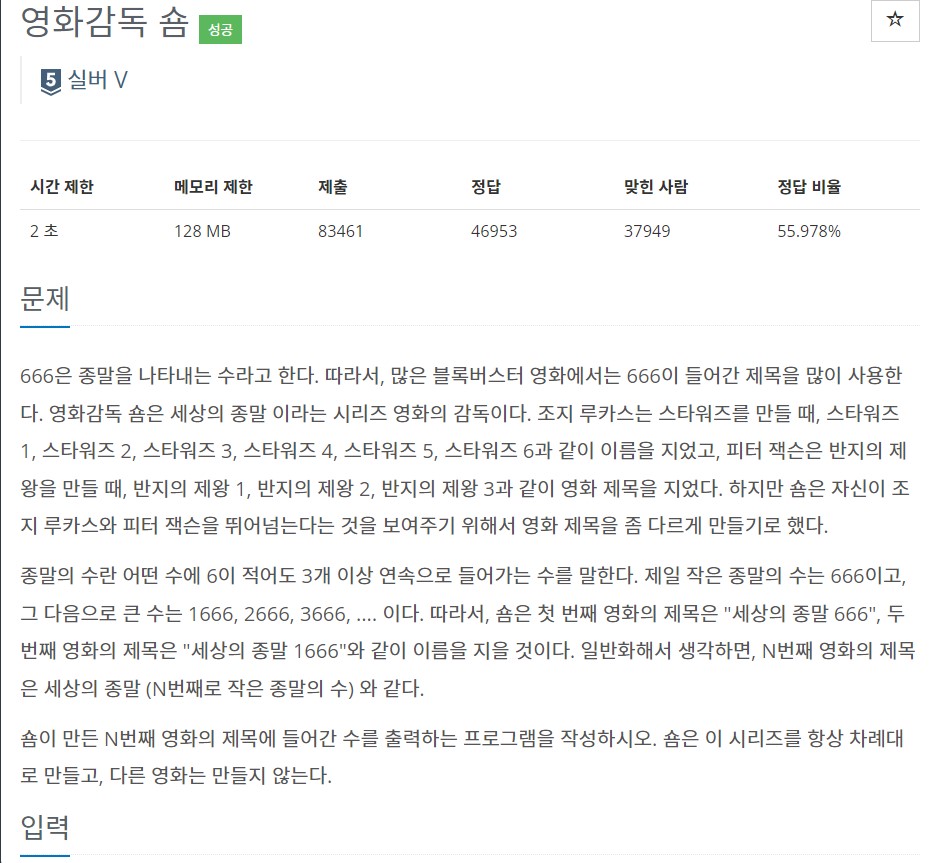 영화감독 숌 성공
☆
5 실버 V
시간 제한 메모리 제한 제출 정답 맞힌 사람 정답 비율
2 초 128 MB 83461 46953 37949 55.978%
문제
666은 종말을 나타내는 수라고 한다. 따라서, 많은 블록버스터 영화에서는 666이 들어간 제목을 많이 사용한
다. 영화감독 숌은 세상의 종말 이라는 시리즈 영화의 감독이다. 조지 루카스는 스타워즈를 만들 때, 스타워즈
1, 스타워즈 2, 스타워즈 3, 스타워즈 4, 스타워즈 5, 스타워즈 6과 같이 이름을 지었고, 피터 잭슨은 반지의 제
왕을 만들 때, 반지의 제왕 1, 반지의 제왕 2, 반지의 제왕 3과 같이 영화 제목을 지었다. 하지만 숌은 자신이 조
지 루카스와 피터 잭슨을 뛰어넘는다는 것을 보여주기 위해서 영화 제목을 좀 다르게 만들기로 했다.
종말의 수란 어떤 수에 6이 적어도 3개 이상 연속으로 들어가는 수를 말한다. 제일 작은 종말의 수는 666이고,
그 다음으로 큰 수는 1666, 2666, 3666, .... 이다. 따라서, 숌은 첫 번째 영화의 제목은 "세상의 종말 666", 두
번째 영화의 제목은 "세상의 종말 1666"와 같이 이름을 지을 것이다. 일반화해서 생각하면, N번째 영화의 제목
은 세상의 종말 (N번째로 작은 종말의 수) 와 같다.
숌이 만든 N번째 영화의 제목에 들어간 수를 출력하는 프로그램을 작성하시오. 숌은 이 시리즈를 항상 차례대
로 만들고, 다른 영화는 만들지 않는다.
입력